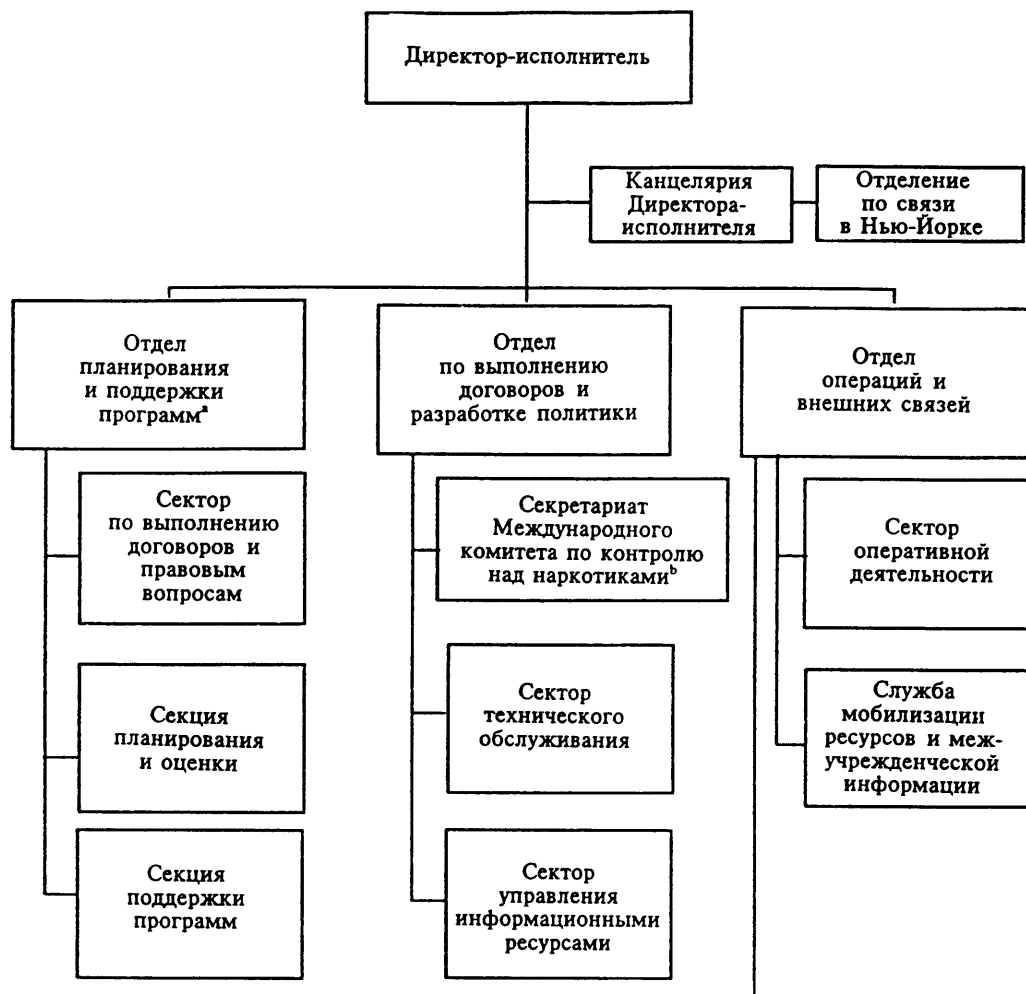 Директор-исполнитель
Канцелярия
Директора-
исполнителя
Отделение
по связи
в Нью-Йорке
Отдел
планирования
и поддержки
программª
Отдел
по выполнению
договоров и
разработке политики
Отдел
операций и
внешних связей
Сектор
по выполнению
договоров и
правовым
вопросам
Секретариат
Международного
комитета по контролю
над наркотиками^b
Сектор
оперативной
деятельности
Секция
планирования
и оценки
Сектор
технического
обслуживания
Служба
мобилизации
ресурсов и меж-
учрежденческой
информации
Секция
поддержки
программ
Сектор
управления
информационными
ресурсами